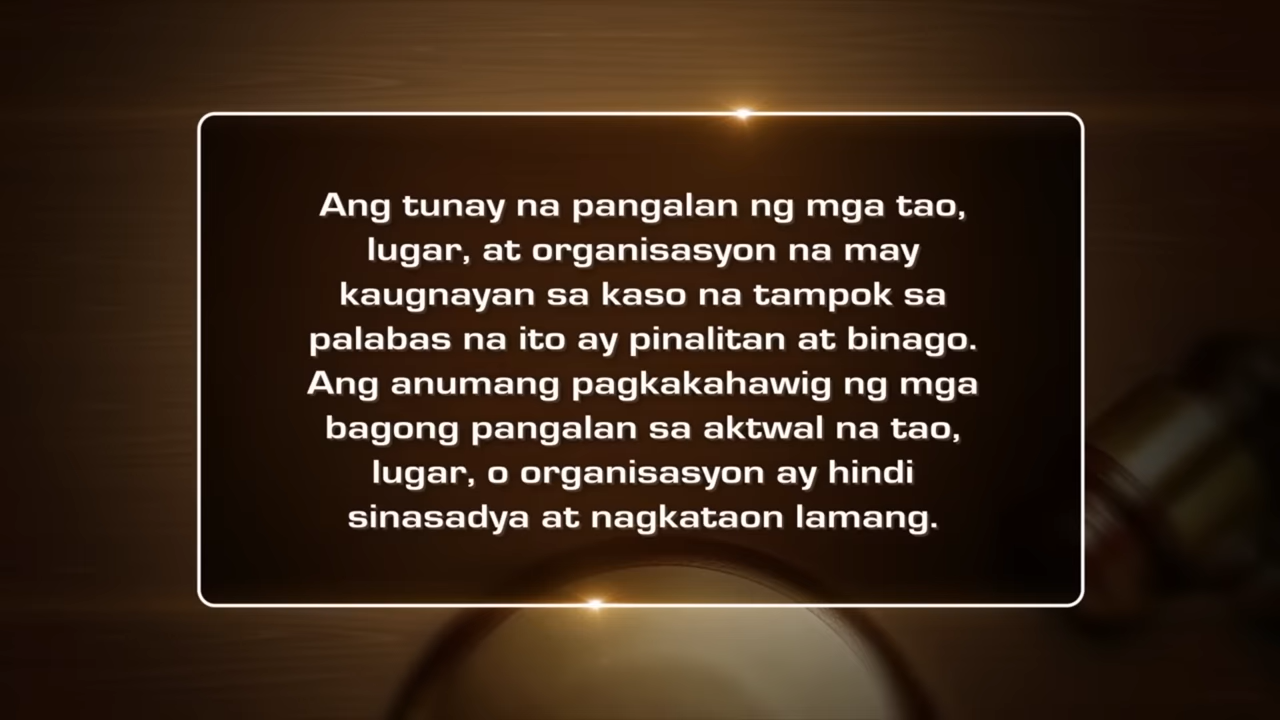 Ang tunay na pangalan ng mga tao,
lugar, at organisasyon na may
kaugnayan sa kaso na tampok sa
palabas na ito ay pinalitan at binago.
Ang anumang pagkakahawig ng mga
bagong pangalan sa aktwal na tao,
lugar, o organisasyon ay hindi
sinasadya at nagkataon lamang.